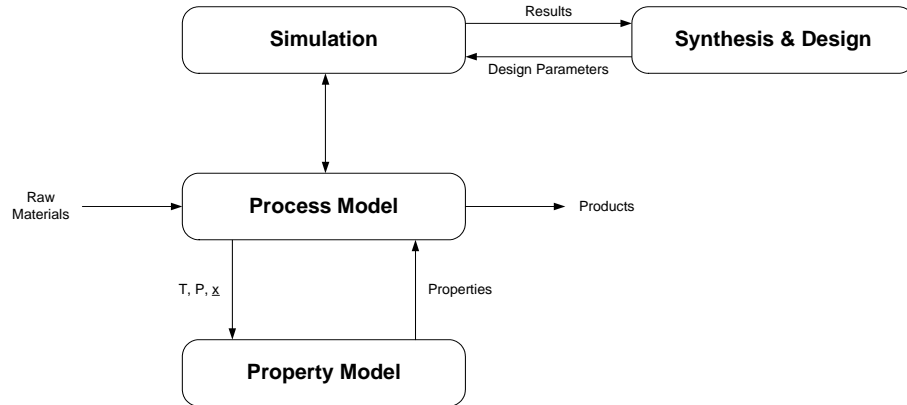 Results
Simulation
Synthesis & Design
Design Parameters
Raw
Materials
Process Model
Products
T, P, x
Properties
Property Model